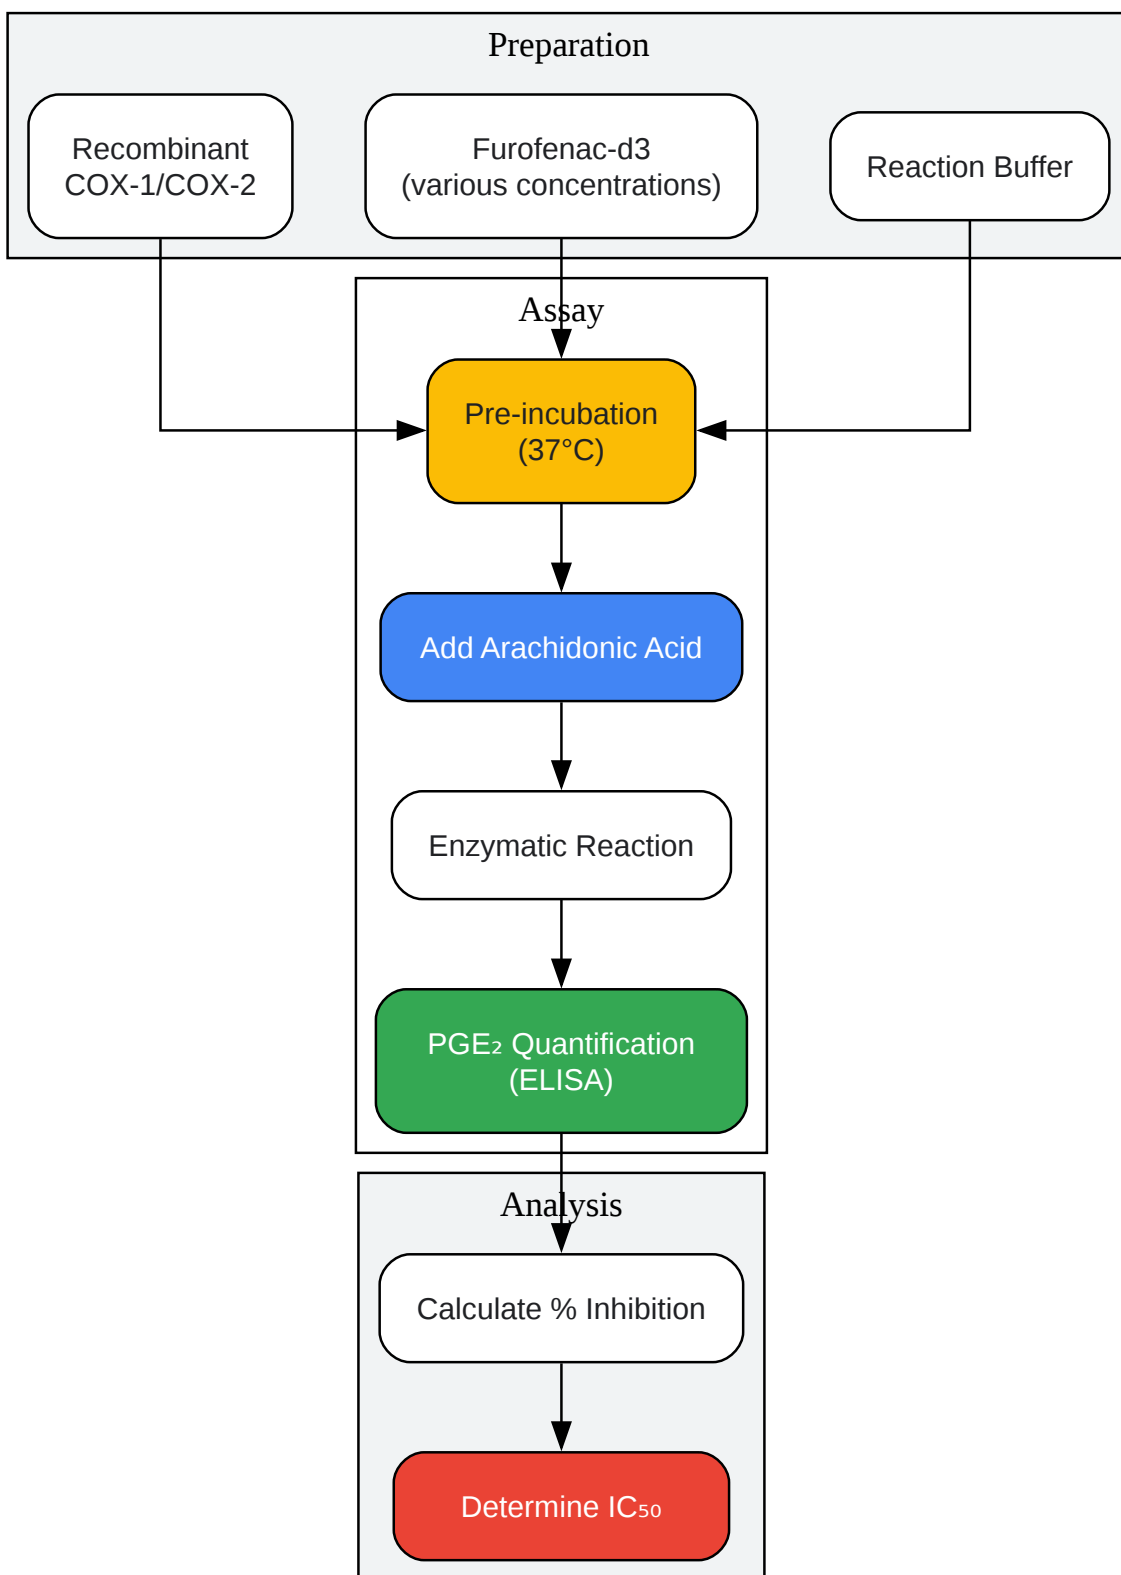 Preparation
Recombinant
COX-1/COX-2
Furofenac-d3
(various concentrations)
Reaction Buffer
Assay
Pre-incubation
(37°C)
Add Arachidonic Acid
Enzymatic Reaction
PGE₂ Quantification
(ELISA)
Analysis
Calculate % Inhibition
Determine IC₅₀